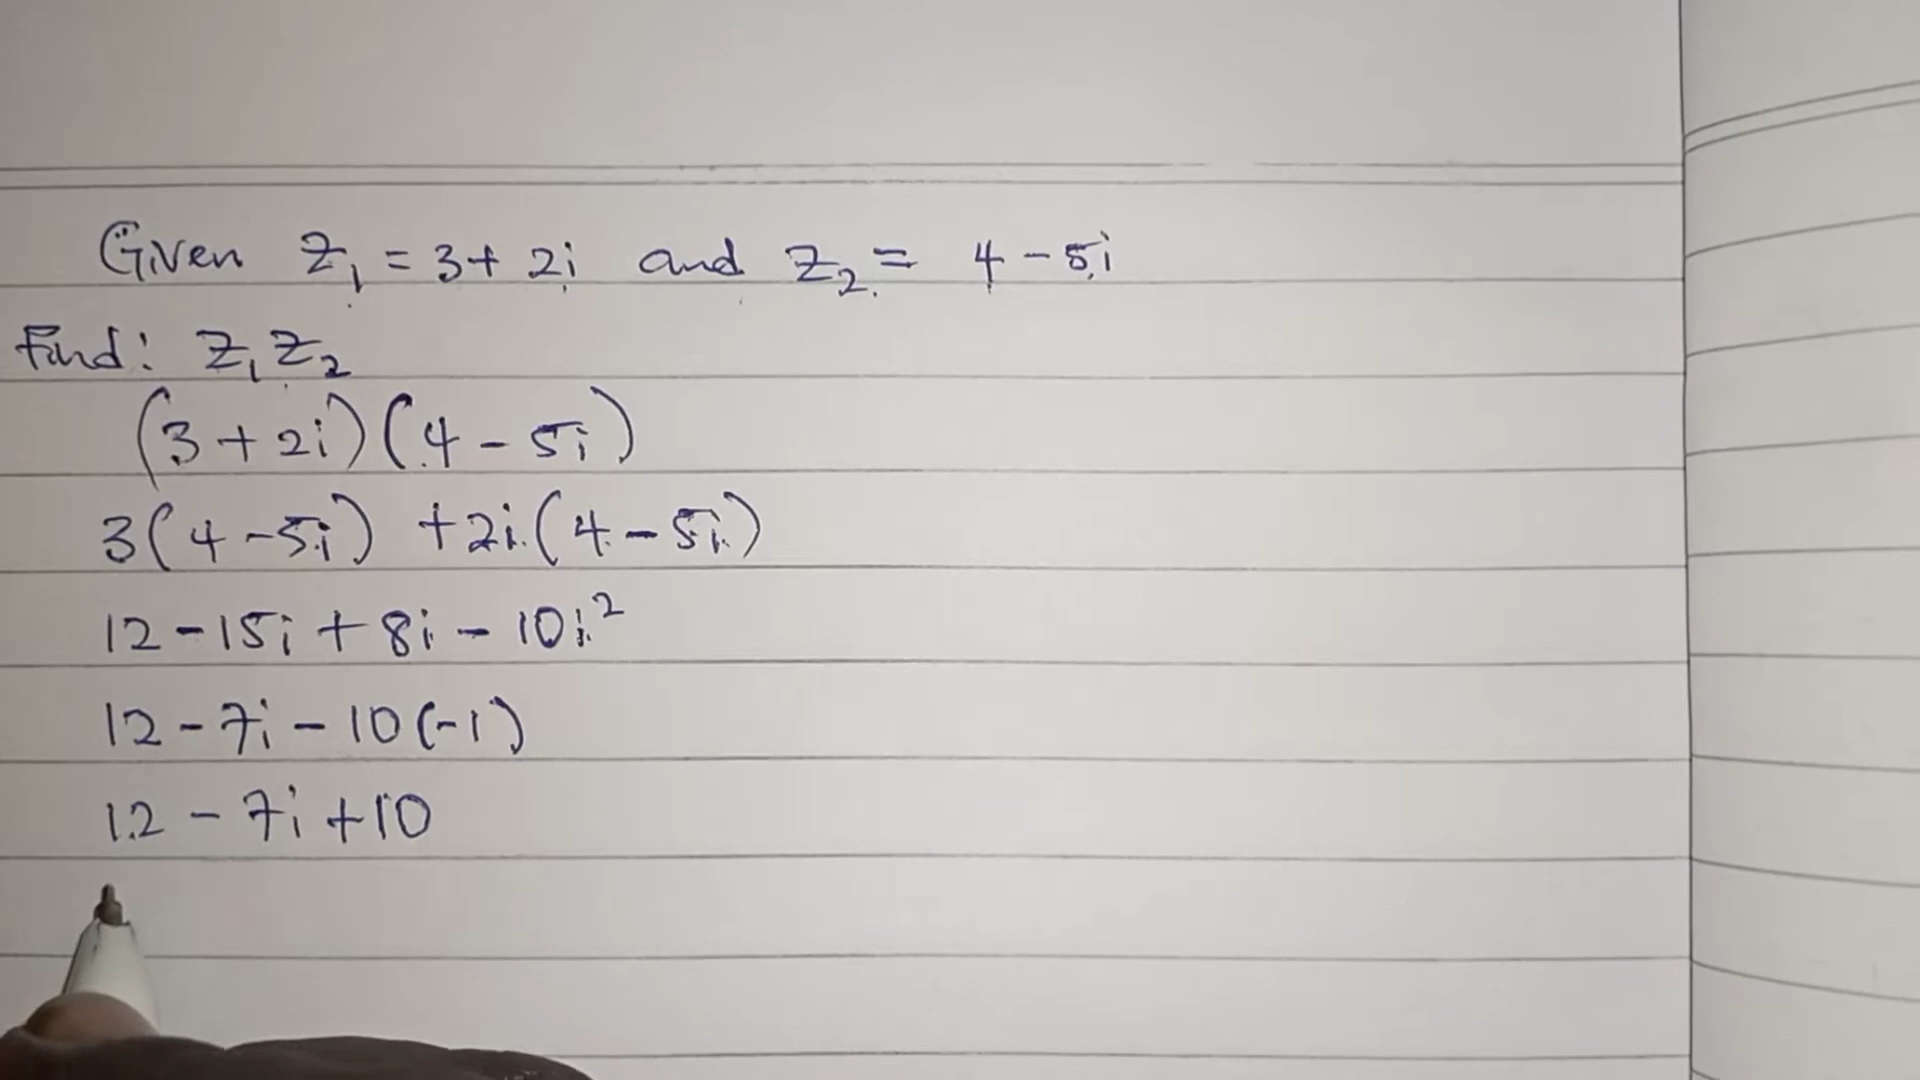 Given z₁ = 3 + 2i and z₂ = 4 - 5i
Find: z₁z₂
(3 + 2i)(4 - 5i)
3(4 - 5i) + 2i(4 - 5i)
12 - 15i + 8i - 10i²
12 - 7i - 10(-1)
12 - 7i + 10